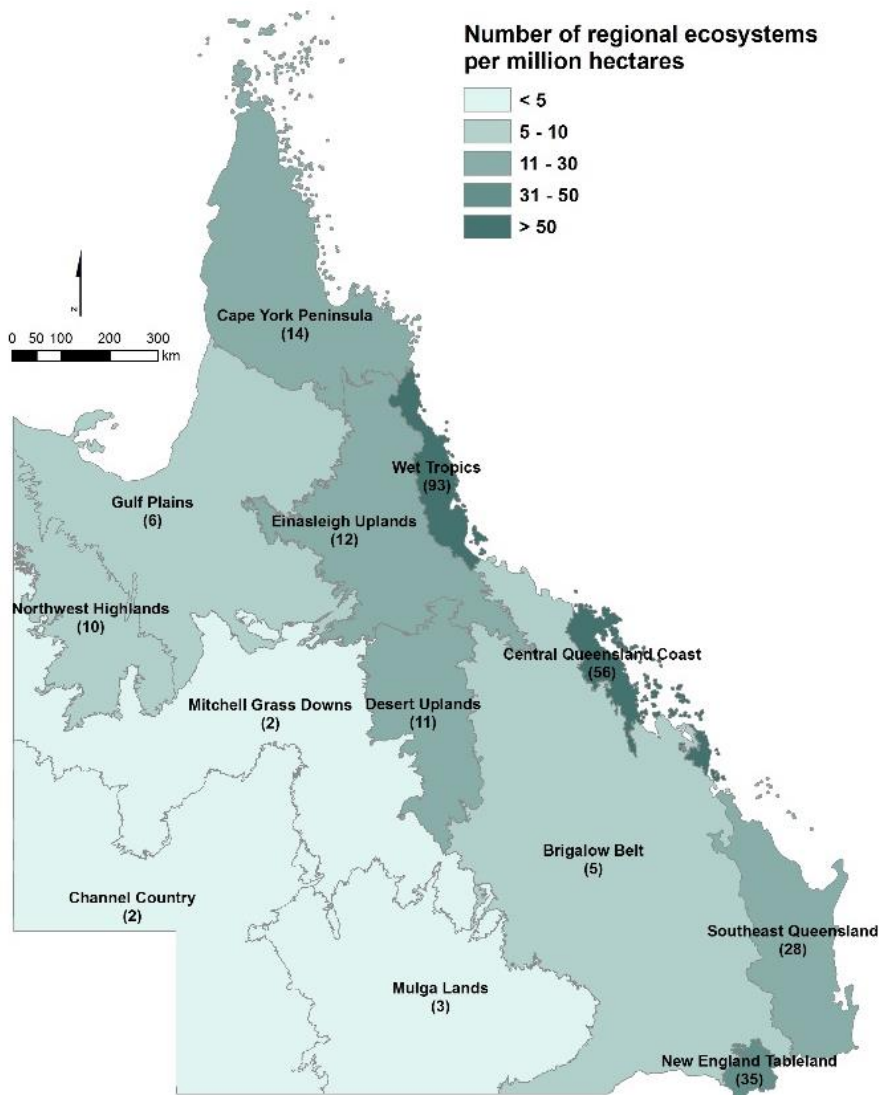 Number of regional ecosystems
per million hectares
< 5
5 - 10
11 - 30
31 - 50
> 50
N
0 50 100 200 300
km
Cape York Peninsula
(14)
Wet Tropics
(93)
Gulf Plains
(6)
Einasleigh Uplands
(12)
Northwest Highlands
(10)
Central Queensland Coast
(56)
Mitchell Grass Downs
(2)
Desert Uplands
(11)
Brigalow Belt
(5)
Channel Country
(2)
Southeast Queensland
(28)
Mulga Lands
(3)
New England Tableland
(35)